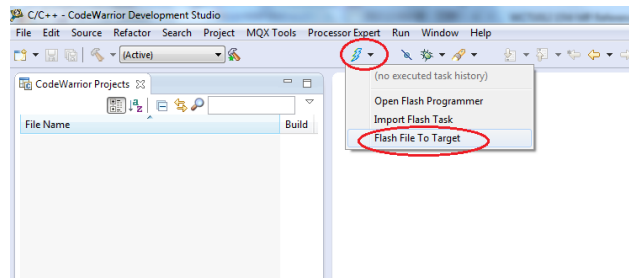 C/C++ - CodeWarrior Development Studio
File Edit Source Refactor Search Project MQX Tools Processor Expert Run Window Help
(Active)
(no executed task history)
CodeWarrior Projects
Open Flash Programmer
Import Flash Task
File Name Build
Flash File To Target